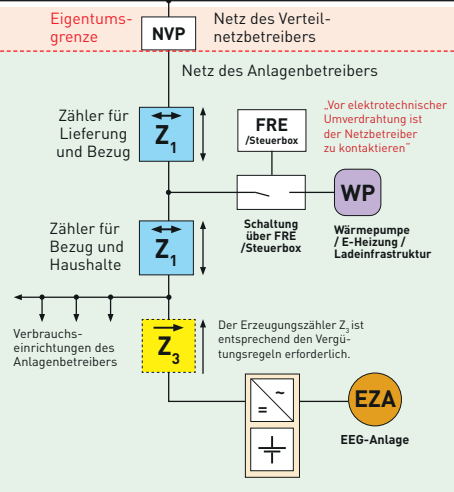 Eigentums-
grenze
NVP
Netz des Verteil-
netzbetreibers
Netz des Anlagenbetreibers
Zähler für
Lieferung
und Bezug
Z1
FRE
/Steuerbox
„Vor elektrotechnischer
Umverdrahtung ist
der Netzbetreiber
zu kontaktieren”
WP
Schaltung
über FRE
/Steuerbox
Wärmepumpe
/ E-Heizung /
Ladeinfrastruktur
Zähler für
Bezug und
Haushalte
Z1
Verbrauchs-
einrichtungen des
Anlagenbetreibers
Z3
Der Erzeugungszähler Z3 ist
entsprechend den Vergü-
tungsregeln erforderlich.
~
=
EZA
EEG-Anlage